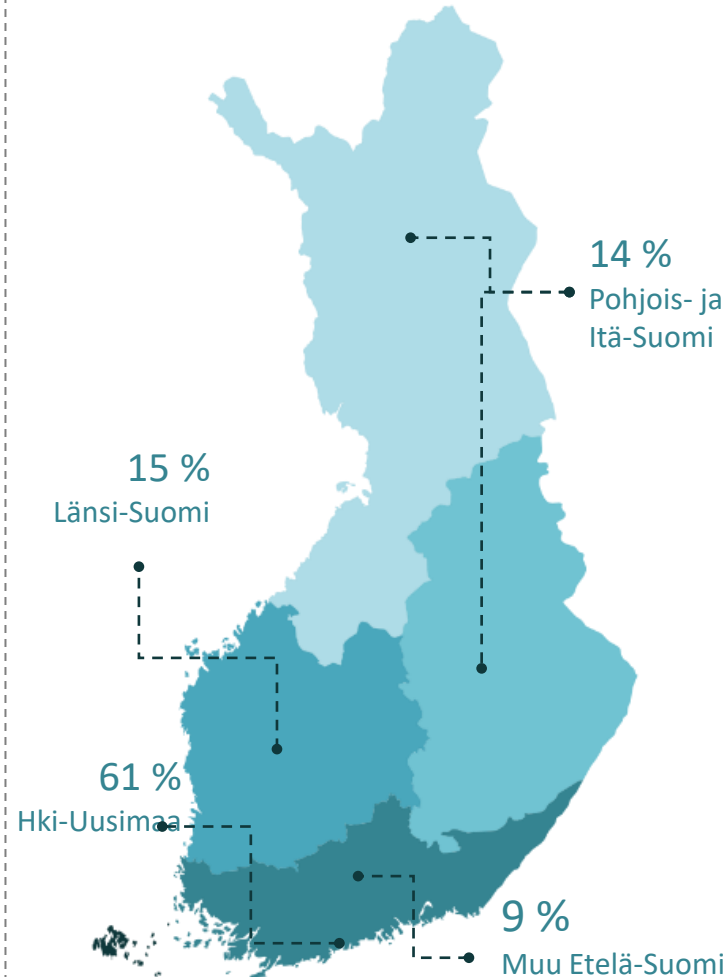 14 %
Pohjois- ja
Itä-Suomi
15 %
Länsi-Suomi
61 %
Hki-Uusimaa
9 %
Muu Etelä-Suomi